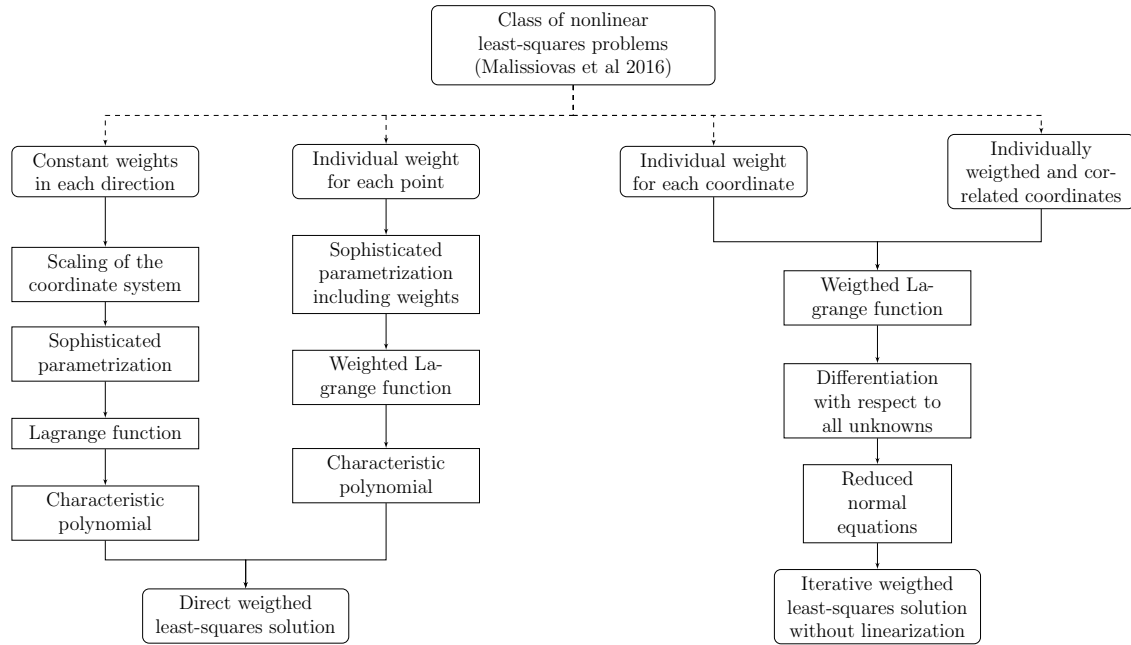 Class of nonlinear
least-squares problems
(Malissiovas et al 2016)
Constant weights
in each direction
Individual weight
for each point
Individual weight
for each coordinate
Individually
weigthed and cor-
related coordinates
Scaling of the
coordinate system
Sophisticated
parametrization
Lagrange function
Characteristic
polynomial
Sophisticated
parametrization
including weights
Weighted La-
grange function
Characteristic
polynomial
Direct weigthed
least-squares solution
Weigthed La-
grange function
Differentiation
with respect to
all unknowns
Reduced
normal
equations
Iterative weigthed
least-squares solution
without linearization